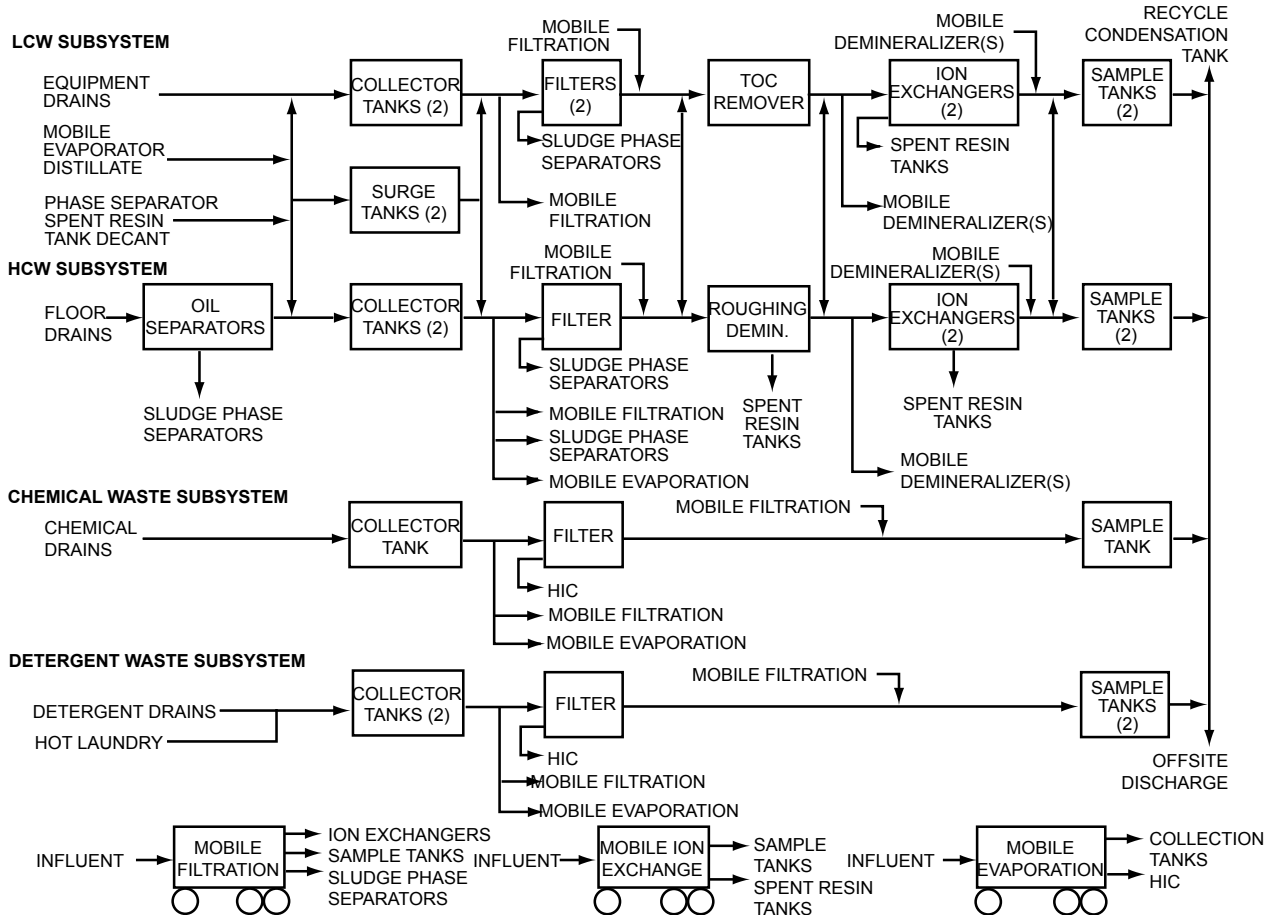 LCW SUBSYSTEM
EQUIPMENT
DRAINS
MOBILE
EVAPORATOR
DISTILLATE
PHASE SEPARATOR
SPENT RESIN
TANK DECANT
COLLECTOR
TANKS (2)
SURGE
TANKS (2)
MOBILE
FILTRATION
FILTERS
(2)
SLUDGE PHASE
SEPARATORS
MOBILE
FILTRATION
TOC
REMOVER
MOBILE
DEMINERALIZER(S)
ION
EXCHANGERS
(2)
SPENT RESIN
TANKS
MOBILE
DEMINERALIZER(S)
SAMPLE
TANKS
(2)
RECYCLE
CONDENSATION
TANK
HCW SUBSYSTEM
FLOOR
DRAINS
OIL
SEPARATORS
SLUDGE PHASE
SEPARATORS
COLLECTOR
TANKS (2)
MOBILE
FILTRATION
FILTER
SLUDGE PHASE
SEPARATORS
MOBILE FILTRATION
SLUDGE PHASE
SEPARATORS
MOBILE EVAPORATION
ROUGHING
DEMIN.
SPENT
RESIN
TANKS
MOBILE
DEMINERALIZER(S)
ION
EXCHANGERS
(2)
SPENT RESIN
TANKS
MOBILE
DEMINERALIZER(S)
SAMPLE
TANKS
(2)
CHEMICAL WASTE SUBSYSTEM
CHEMICAL
DRAINS
COLLECTOR
TANK
FILTER
HIC
MOBILE FILTRATION
MOBILE EVAPORATION
MOBILE FILTRATION
SAMPLE
TANK
DETERGENT WASTE SUBSYSTEM
DETERGENT DRAINS
HOT LAUNDRY
COLLECTOR
TANKS (2)
FILTER
HIC
MOBILE FILTRATION
MOBILE EVAPORATION
MOBILE FILTRATION
SAMPLE
TANKS
(2)
OFFSITE
DISCHARGE
INFLUENT
MOBILE
FILTRATION
ION EXCHANGERS
SAMPLE TANKS
SLUDGE PHASE
SEPARATORS
INFLUENT
MOBILE ION
EXCHANGE
SAMPLE
TANKS
SPENT RESIN
TANKS
INFLUENT
MOBILE
EVAPORATION
COLLECTION
TANKS
HIC